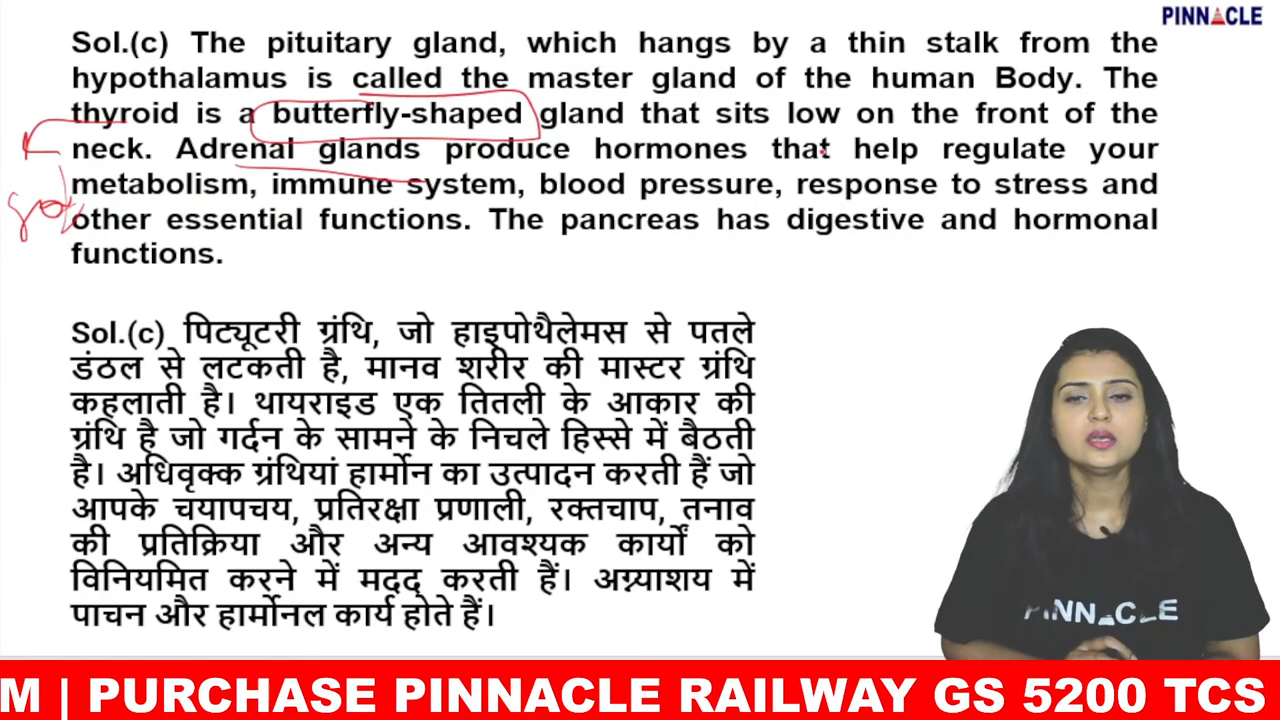 PINNACLE
Sol.(c) The pituitary gland, which hangs by a thin stalk from the
hypothalamus is called the master gland of the human Body. The
thyroid is a butterfly-shaped gland that sits low on the front of the
neck. Adrenal glands produce hormones that help regulate your
metabolism, immune system, blood pressure, response to stress and
other essential functions. The pancreas has digestive and hormonal
functions.
Sol.(c) पिट्यूटरी ग्रंथि, जो हाइपोथैलेमस से पतले
डंठल से लटकती है, मानव शरीर की मास्टर ग्रंथि
कहलाती है। थायराइड एक तितली के आकार की
ग्रंथि है जो गर्दन के सामने के निचले हिस्से में बैठती
है। अधिवृक्क ग्रंथियां हार्मोन का उत्पादन करती हैं जो
आपके चयापचय, प्रतिरक्षा प्रणाली, रक्तचाप, तनाव
की प्रतिक्रिया और अन्य आवश्यक कार्यों को
विनियमित करने में मदद करती हैं। अग्न्याशय में
पाचन और हार्मोनल कार्य होते हैं।
PINNACLE
M | PURCHASE PINNACLE RAILWAY GS 5200 TCS